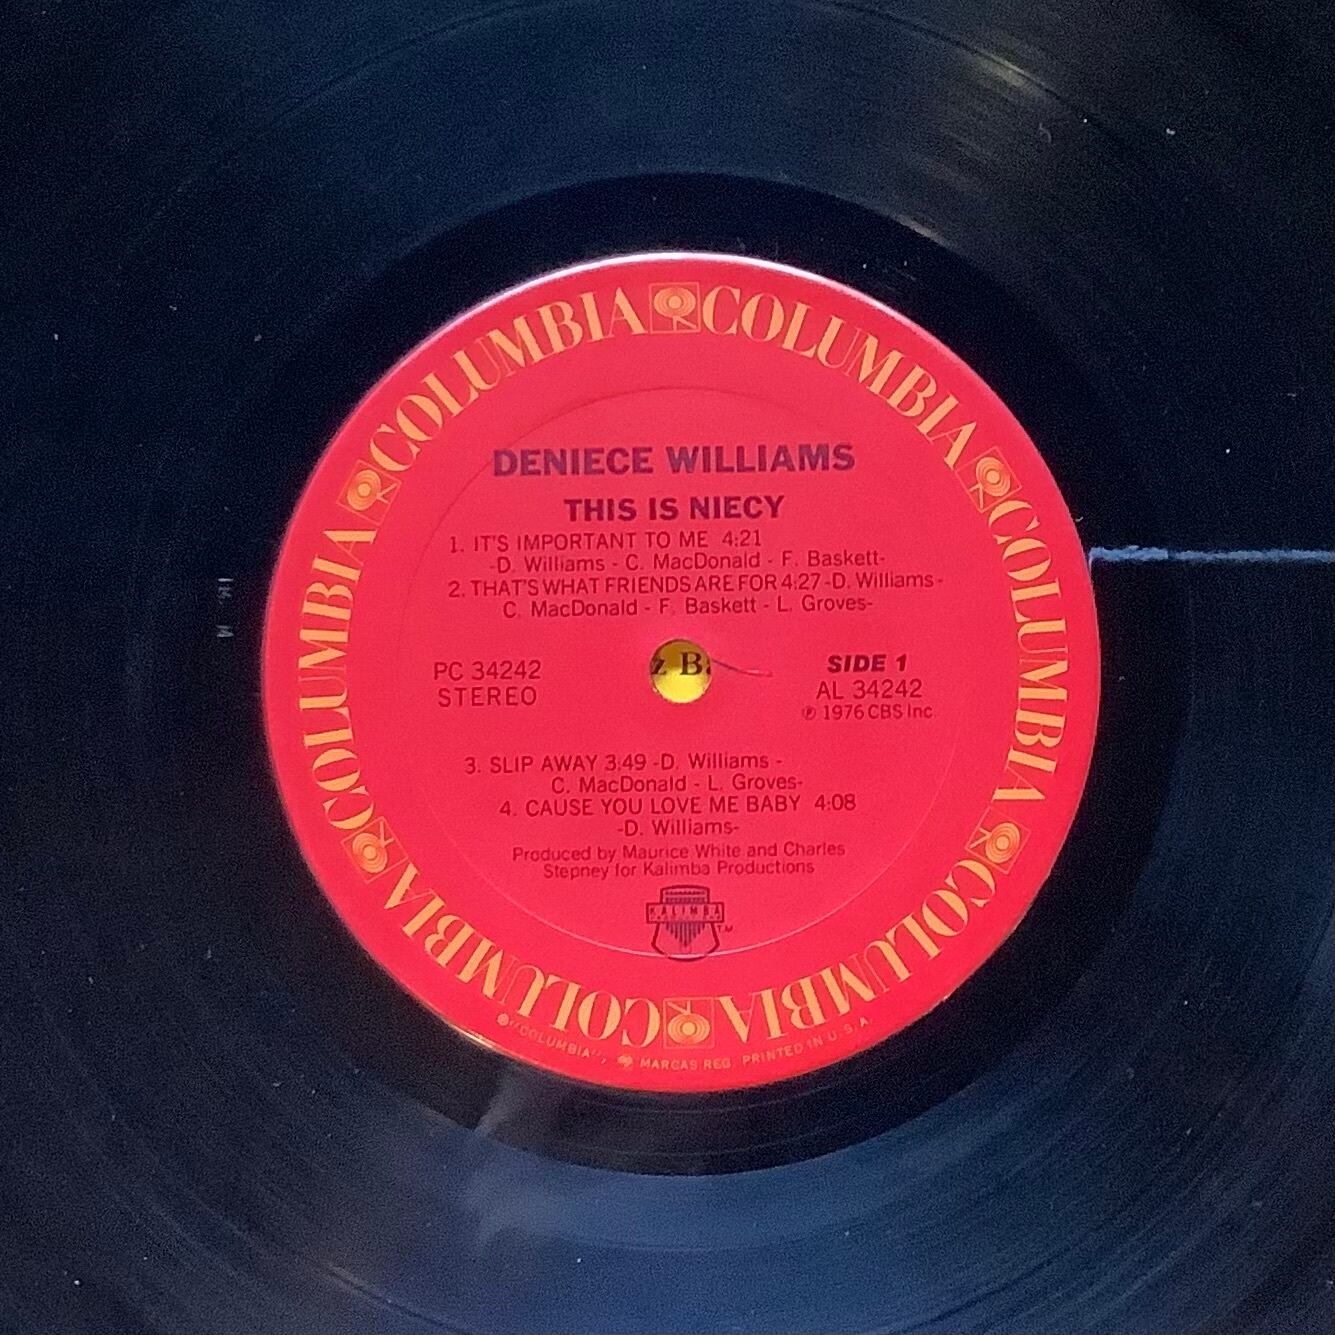 COLUMBIA COLUMBIA COLUMBIA COLUMBIA COLUMBIA COLUMBIA
DENIECE WILLIAMS
THIS IS NIECY
1. IT'S IMPORTANT TO ME 4:21
-D. Williams - C. MacDonald - F. Baskett-
2. THAT'S WHAT FRIENDS ARE FOR 4:27 -D. Williams-
C. MacDonald - F. Baskett - L. Groves-
PC 34242
STEREO
z B
SIDE 1
AL 34242
℗ 1976 CBS Inc.
3. SLIP AWAY 3:49 -D. Williams -
C. MacDonald - L. Groves-
4. CAUSE YOU LOVE ME BABY 4:08
-D. Williams-
Produced by Maurice White and Charles
Stepney for Kalimba Productions
KALIMBA
TM
® "COLUMBIA", MARCAS REG. PRINTED IN U.S.A.